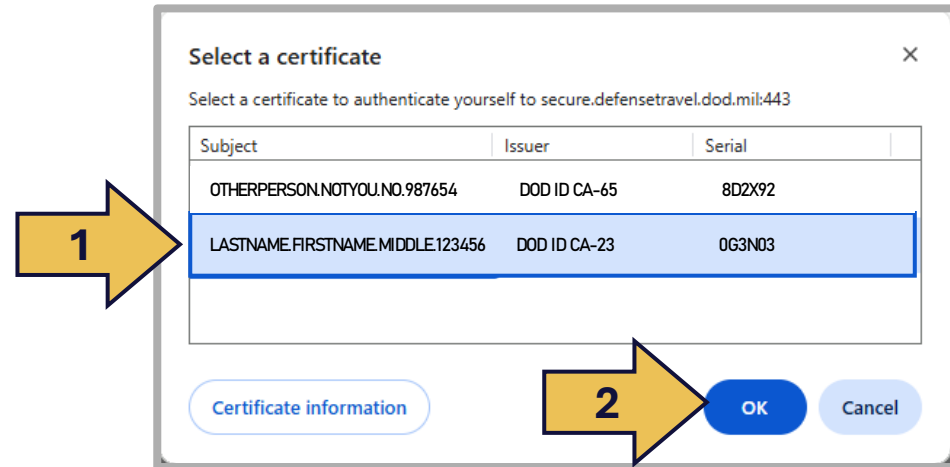 Select a certificate
Select a certificate to authenticate yourself to secure.defensetravel.dod.mil:443
Subject Issuer Serial
OTHERPERSON.NOTYOU.NO.987654 DOD ID CA-65 8D2X92
1
LASTNAME.FIRSTNAME.MIDDLE.123456 DOD ID CA-23 0G3N03
Certificate information
2
OK
Cancel